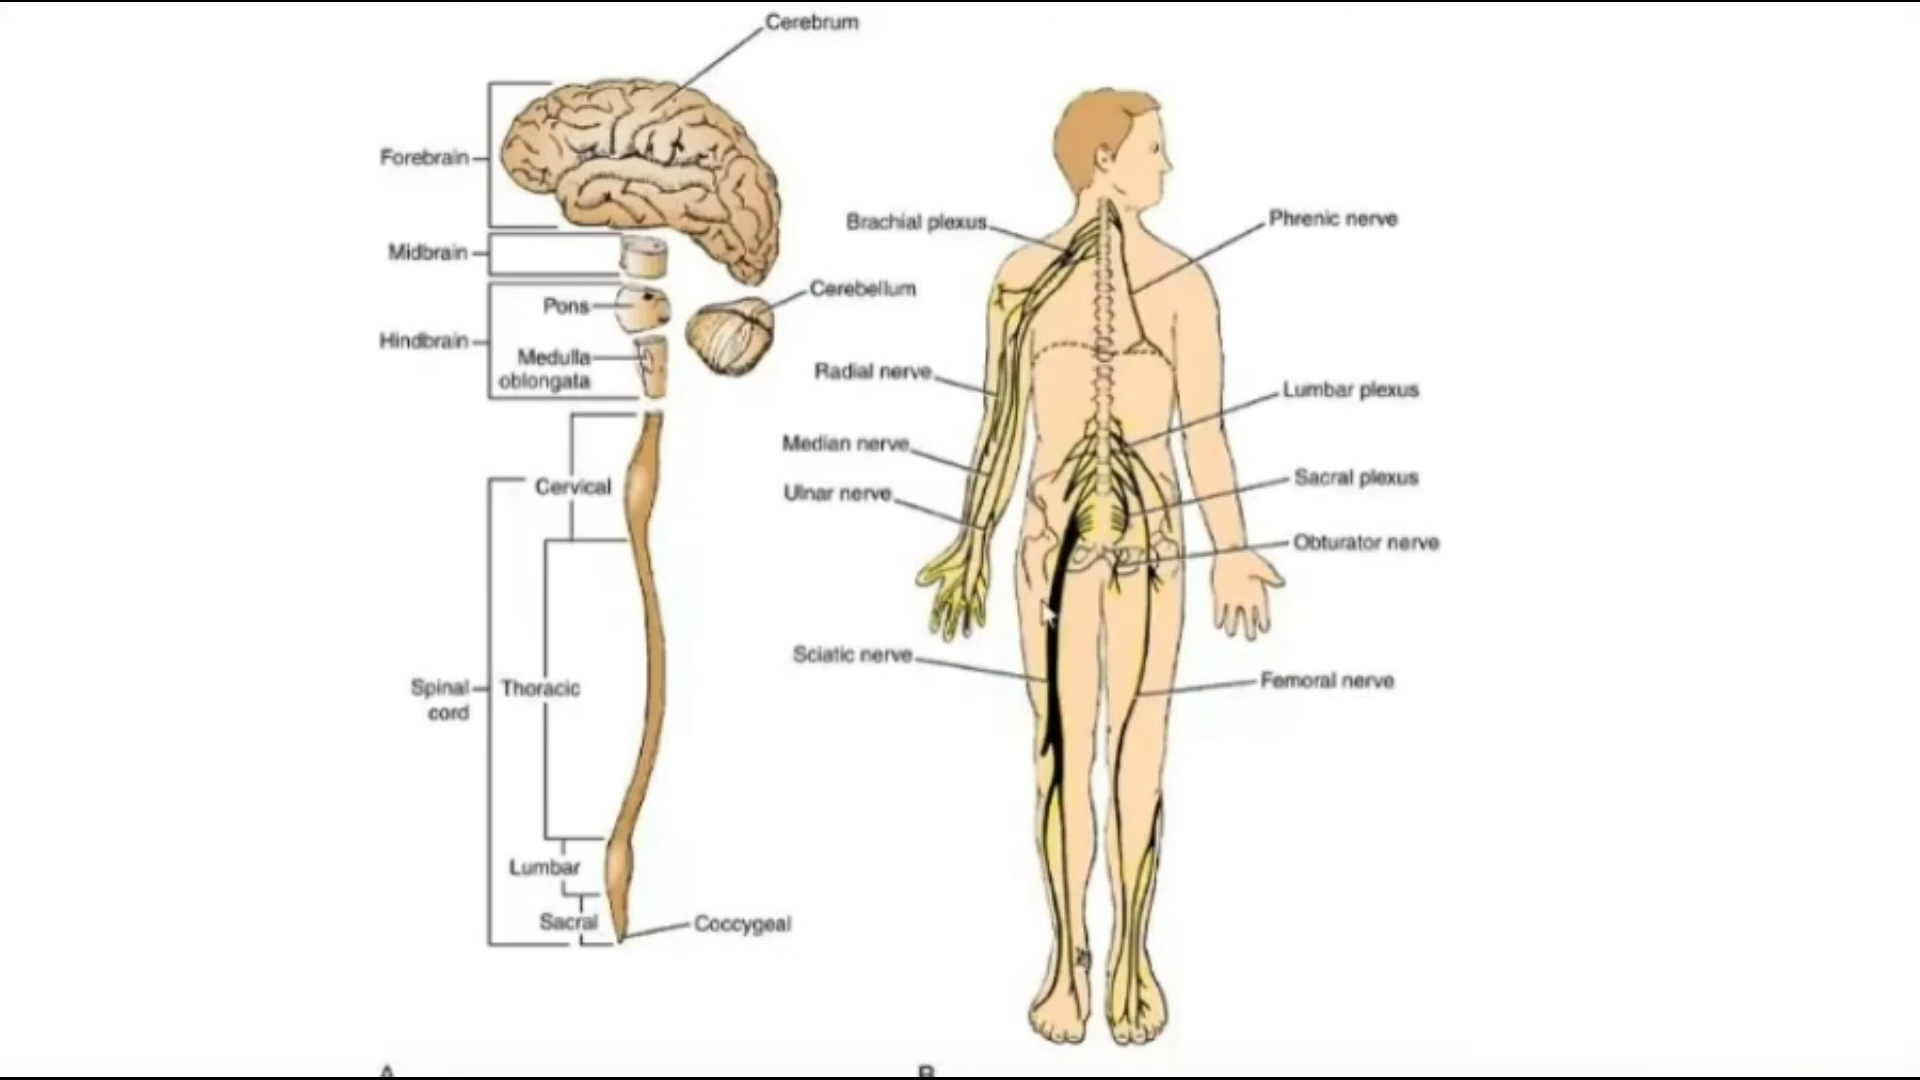 Cerebrum
Forebrain
Midbrain
Pons
Cerebellum
Hindbrain
Medulla
oblongata
Cervical
Spinal
cord
Thoracic
Lumbar
Sacral
Coccygeal
A
Brachial plexus
Phrenic nerve
Radial nerve
Lumbar plexus
Median nerve
Sacral plexus
Ulnar nerve
Obturator nerve
Sciatic nerve
Femoral nerve
B